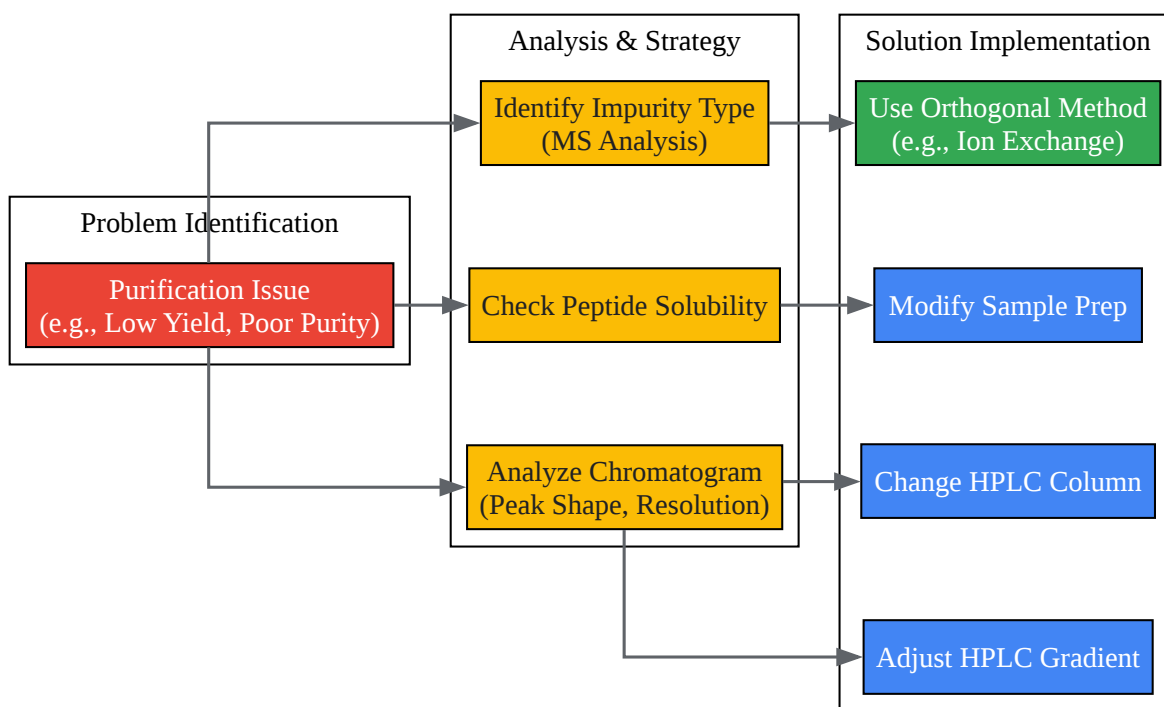 Problem Identification
Purification Issue
(e.g., Low Yield, Poor Purity)
Analysis & Strategy
Identify Impurity Type
(MS Analysis)
Check Peptide Solubility
Analyze Chromatogram
(Peak Shape, Resolution)
Solution Implementation
Use Orthogonal Method
(e.g., Ion Exchange)
Modify Sample Prep
Change HPLC Column
Adjust HPLC Gradient